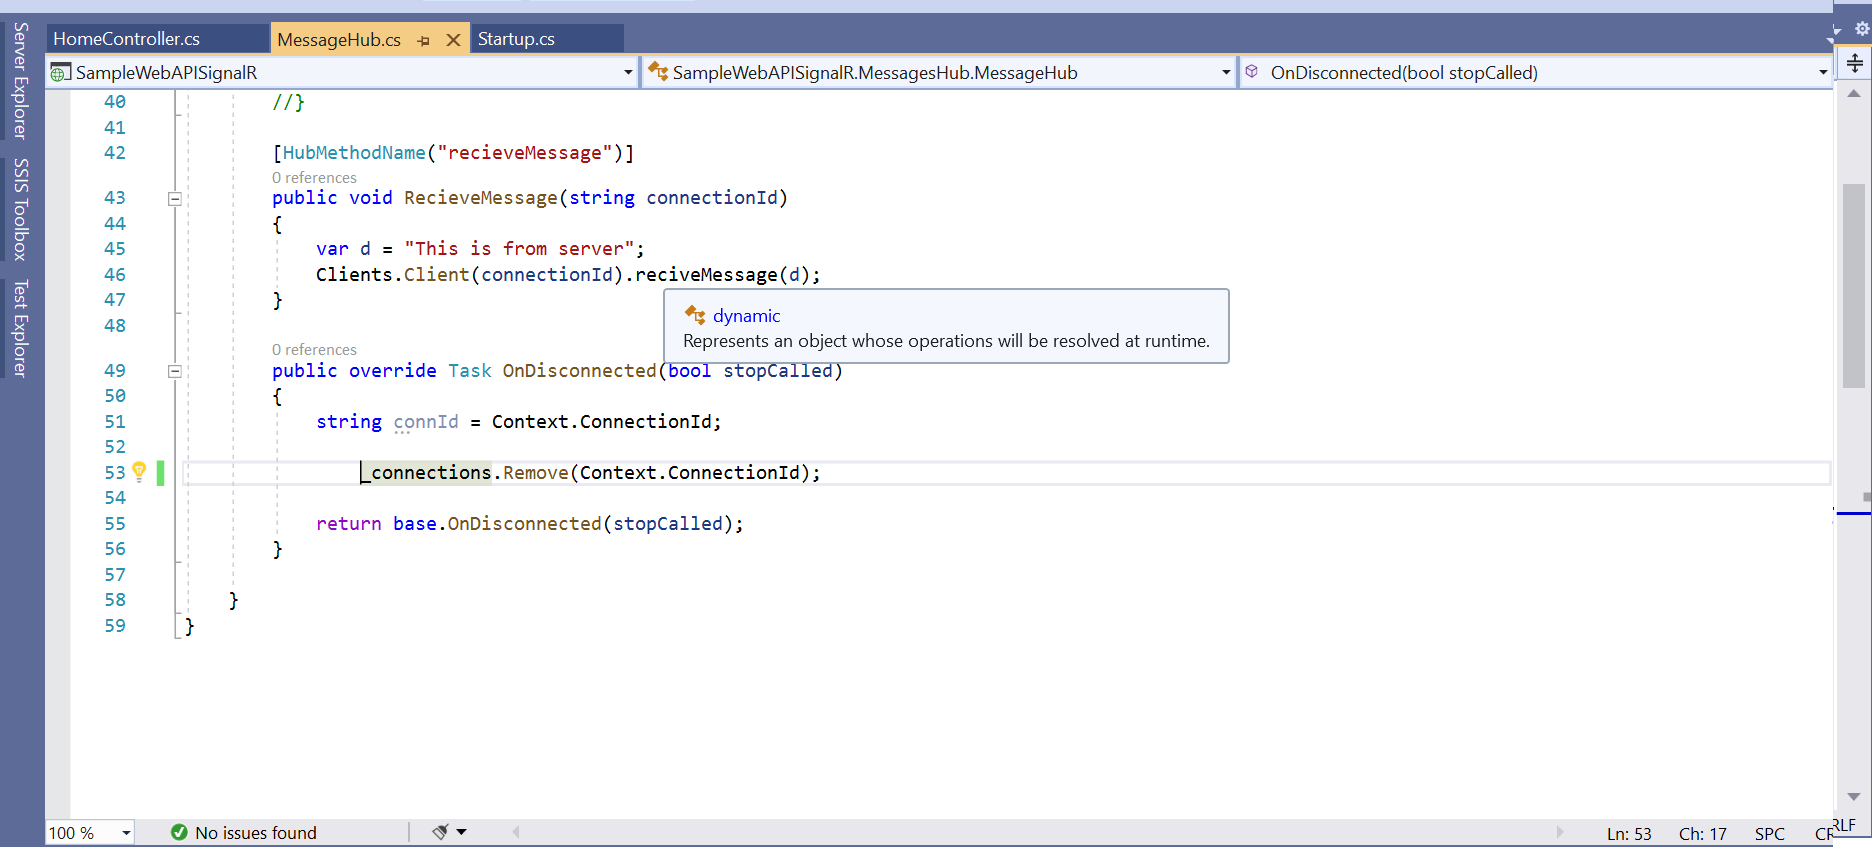 Server Explorer
SSIS Toolbox
Test Explorer
HomeController.cs
MessageHub.cs
Startup.cs
SampleWebAPISignalR
SampleWebAPISignalR.MessagesHub.MessageHub
OnDisconnected(bool stopCalled)
40 //}
41
42 [HubMethodName("recieveMessage")]
0 references
43 public void RecieveMessage(string connectionId)
44 {
45 var d = "This is from server";
46 Clients.Client(connectionId).reciveMessage(d);
47 }
dynamic
Represents an object whose operations will be resolved at runtime.
48
0 references
49 public override Task OnDisconnected(bool stopCalled)
50 {
51 string connId = Context.ConnectionId;
52
53 _connections.Remove(Context.ConnectionId);
54
55 return base.OnDisconnected(stopCalled);
56 }
57
58 }
59 }
100 %
No issues found
Ln: 53
Ch: 17
SPC
CRLF